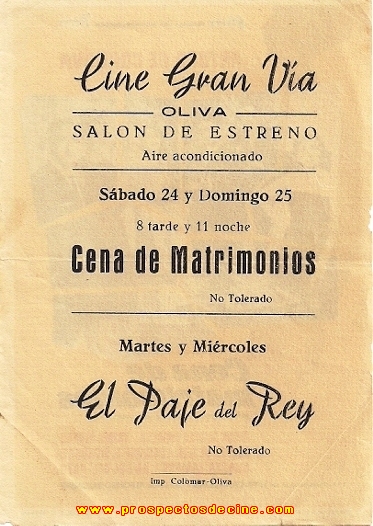 Cine Gran Vía
OLIVA
SALON DE ESTRENO
Aire acondicionado
Sábado 24 y Domingo 25
8 tarde y 11 noche
Cena de Matrimonios
No Tolerado
Martes y Miércoles
El Paje del Rey
No Tolerado
Imp Colomar-Oliva
www.prospectosdecine.com